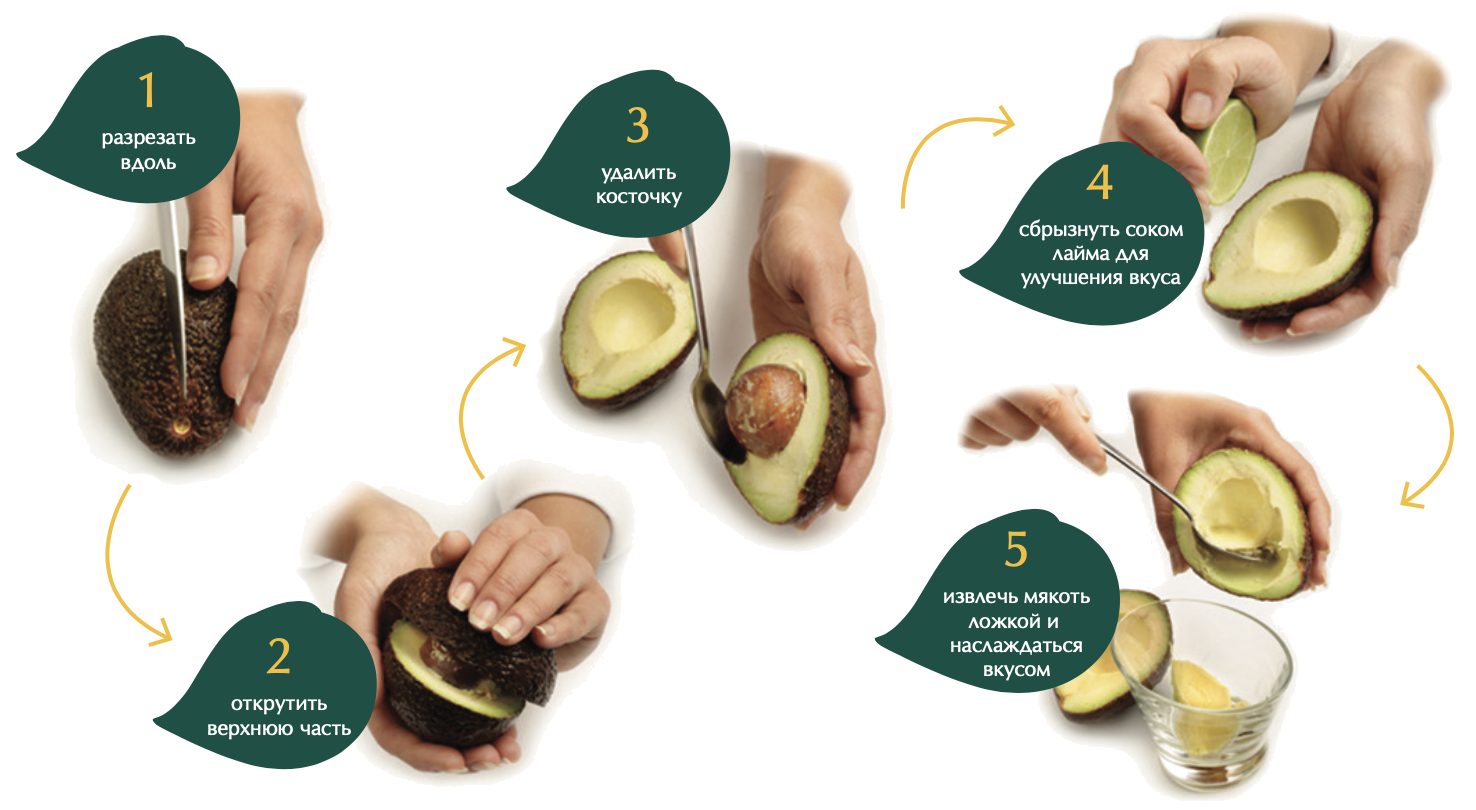 1
разрезать
вдоль
2
открутить
верхнюю часть
3
удалить
косточку
4
сбрызнуть соком
лайма для
улучшения вкуса
5
извлечь мякоть
ложкой и
наслаждаться
вкусом